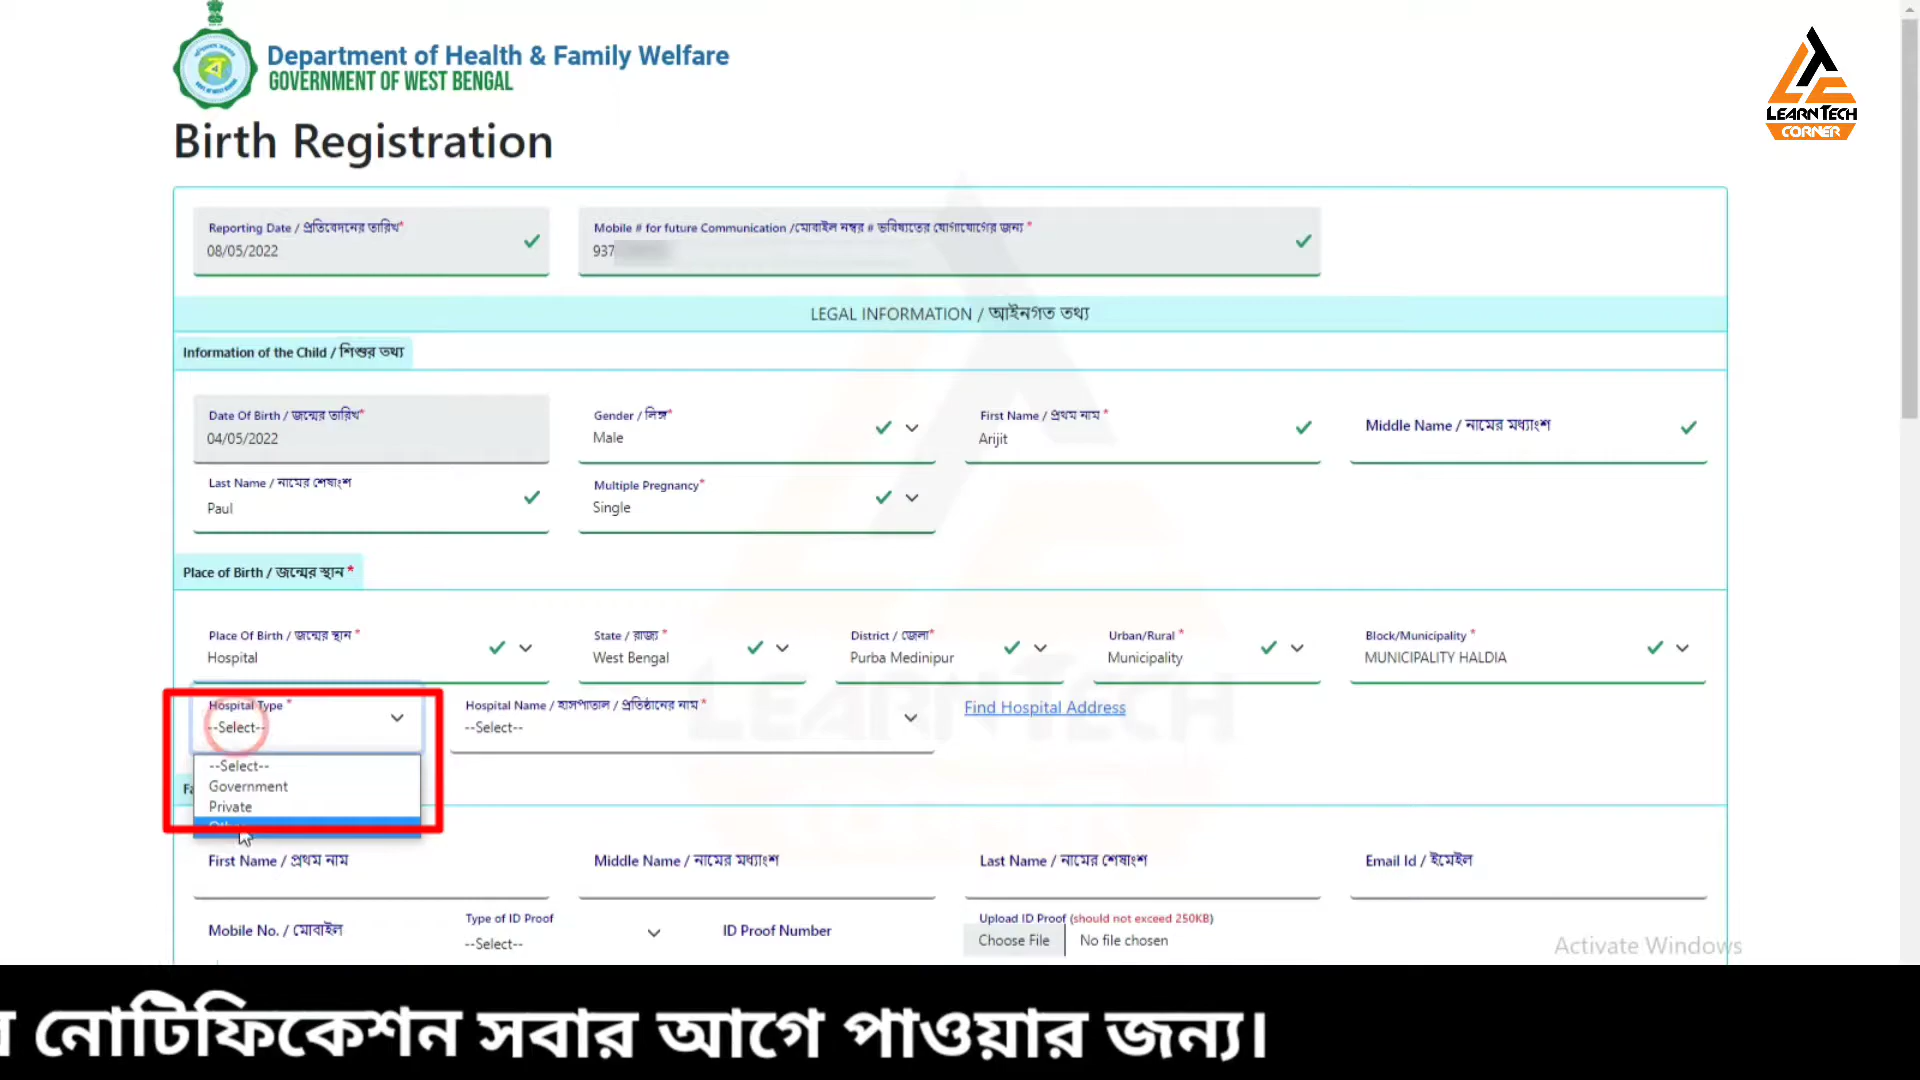 Department of Health & Family Welfare
GOVERNMENT OF WEST BENGAL
LEARNTECH
CORNER
Birth Registration
Reporting Date / প্রতিবেদনের তারিখ*
08/05/2022
Mobile # for future Communication /মোবাইল নম্বর # ভবিষ্যতের যোগাযোগের জন্য *
937
LEGAL INFORMATION / আইনগত তথ্য
Information of the Child / শিশুর তথ্য
Date Of Birth / জন্মের তারিখ*
04/05/2022
Gender / লিঙ্গ*
Male
First Name / প্রথম নাম *
Arijit
Middle Name / নামের মধ্যাংশ
Last Name / নামের শেষাংশ
Paul
Multiple Pregnancy*
Single
Place of Birth / জন্মের স্থান *
Place Of Birth / জন্মের স্থান *
Hospital
State / রাজ্য *
West Bengal
District / জেলা*
Purba Medinipur
Urban/Rural *
Municipality
Block/Municipality *
MUNICIPALITY HALDIA
Hospital Type *
--Select--
Hospital Name / হাসপাতাল / প্রতিষ্ঠানের নাম *
--Select--
Find Hospital Address
--Select--
Government
Private
First Name / প্রথম নাম
Middle Name / নামের মধ্যাংশ
Last Name / নামের শেষাংশ
Email Id / ইমেইল
Mobile No. / মোবাইল
Type of ID Proof
--Select--
ID Proof Number
Upload ID Proof (should not exceed 250KB)
Choose File No file chosen
Activate Windows
LEARNTECH
নোটিফিকেশন সবার আগে পাওয়ার জন্য।